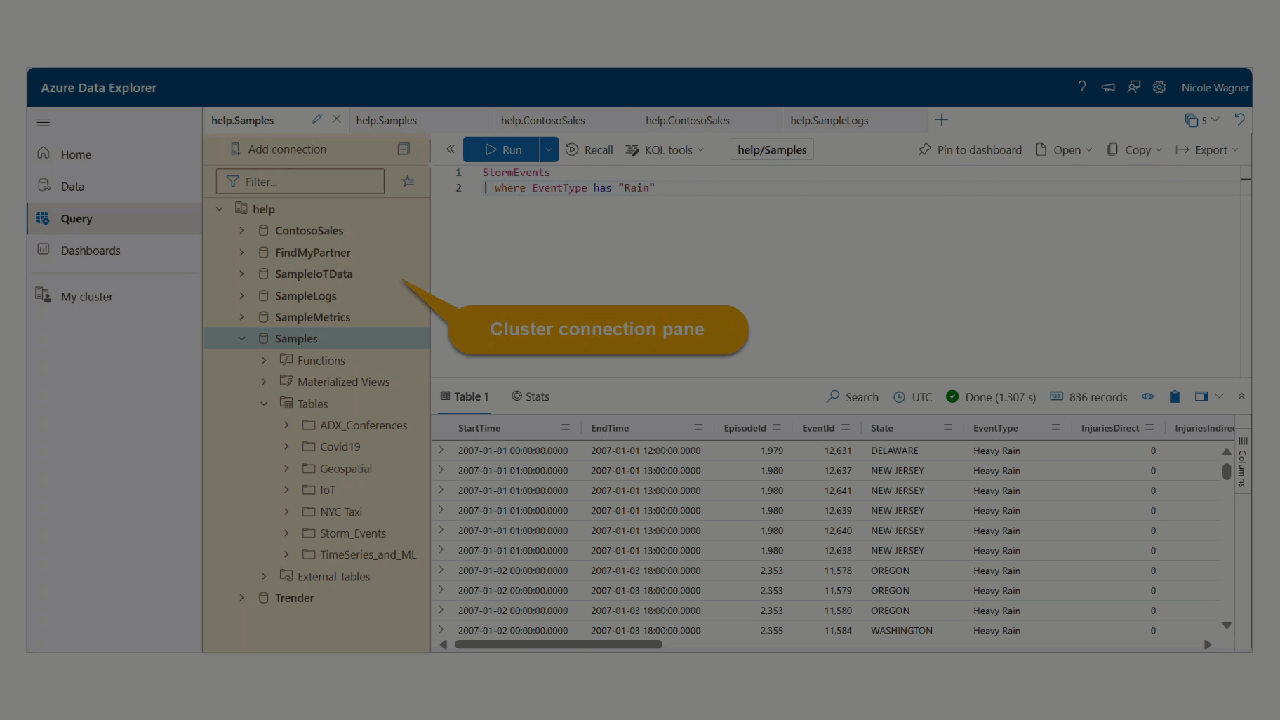 Azure Data Explorer
?
Nicole Wagner
help.Samples
help.Samples
help.ContosoSales
help.ContosoSales
help.SampleLogs
5
Home
Data
Query
Dashboards
My cluster
Add connection
Filter...
help
ContosoSales
FindMyPartner
SampleIoTData
SampleLogs
SampleMetrics
Samples
Functions
Materialized Views
Tables
ADX_Conferences
Covid19
Geospatial
IoT
NYC Taxi
Storm_Events
TimeSeries_and_ML
External Tables
Trender
Run Recall KQL tools help/Samples Pin to dashboard Open Copy Export
1 StormEvents
2 | where EventType has "Rain"
Cluster connection pane
Table 1 Stats Search UTC Done (1.307 s) 836 records
StartTime EndTime EpisodeId EventId State EventType InjuriesDirect InjuriesIndirec
2007-01-01 00:00:00.0000 2007-01-01 12:00:00.0000 1,979 12,631 DELAWARE Heavy Rain 0
2007-01-01 01:00:00.0000 2007-01-01 13:00:00.0000 1,980 12,637 NEW JERSEY Heavy Rain 0
2007-01-01 01:00:00.0000 2007-01-01 13:00:00.0000 1,980 12,641 NEW JERSEY Heavy Rain 0
2007-01-01 01:00:00.0000 2007-01-01 13:00:00.0000 1,980 12,639 NEW JERSEY Heavy Rain 0
2007-01-01 01:00:00.0000 2007-01-01 13:00:00.0000 1,980 12,640 NEW JERSEY Heavy Rain 0
2007-01-01 01:00:00.0000 2007-01-01 13:00:00.0000 1,980 12,638 NEW JERSEY Heavy Rain 0
2007-01-02 00:00:00.0000 2007-01-03 18:00:00.0000 2,353 11,578 OREGON Heavy Rain 0
2007-01-02 00:00:00.0000 2007-01-03 18:00:00.0000 2,353 11,579 OREGON Heavy Rain 0
2007-01-02 00:00:00.0000 2007-01-03 18:00:00.0000 2,353 11,580 OREGON Heavy Rain 0
2007-01-02 00:00:00.0000 2007-01-03 18:00:00.0000 2,355 11,584 WASHINGTON Heavy Rain 0
Columns